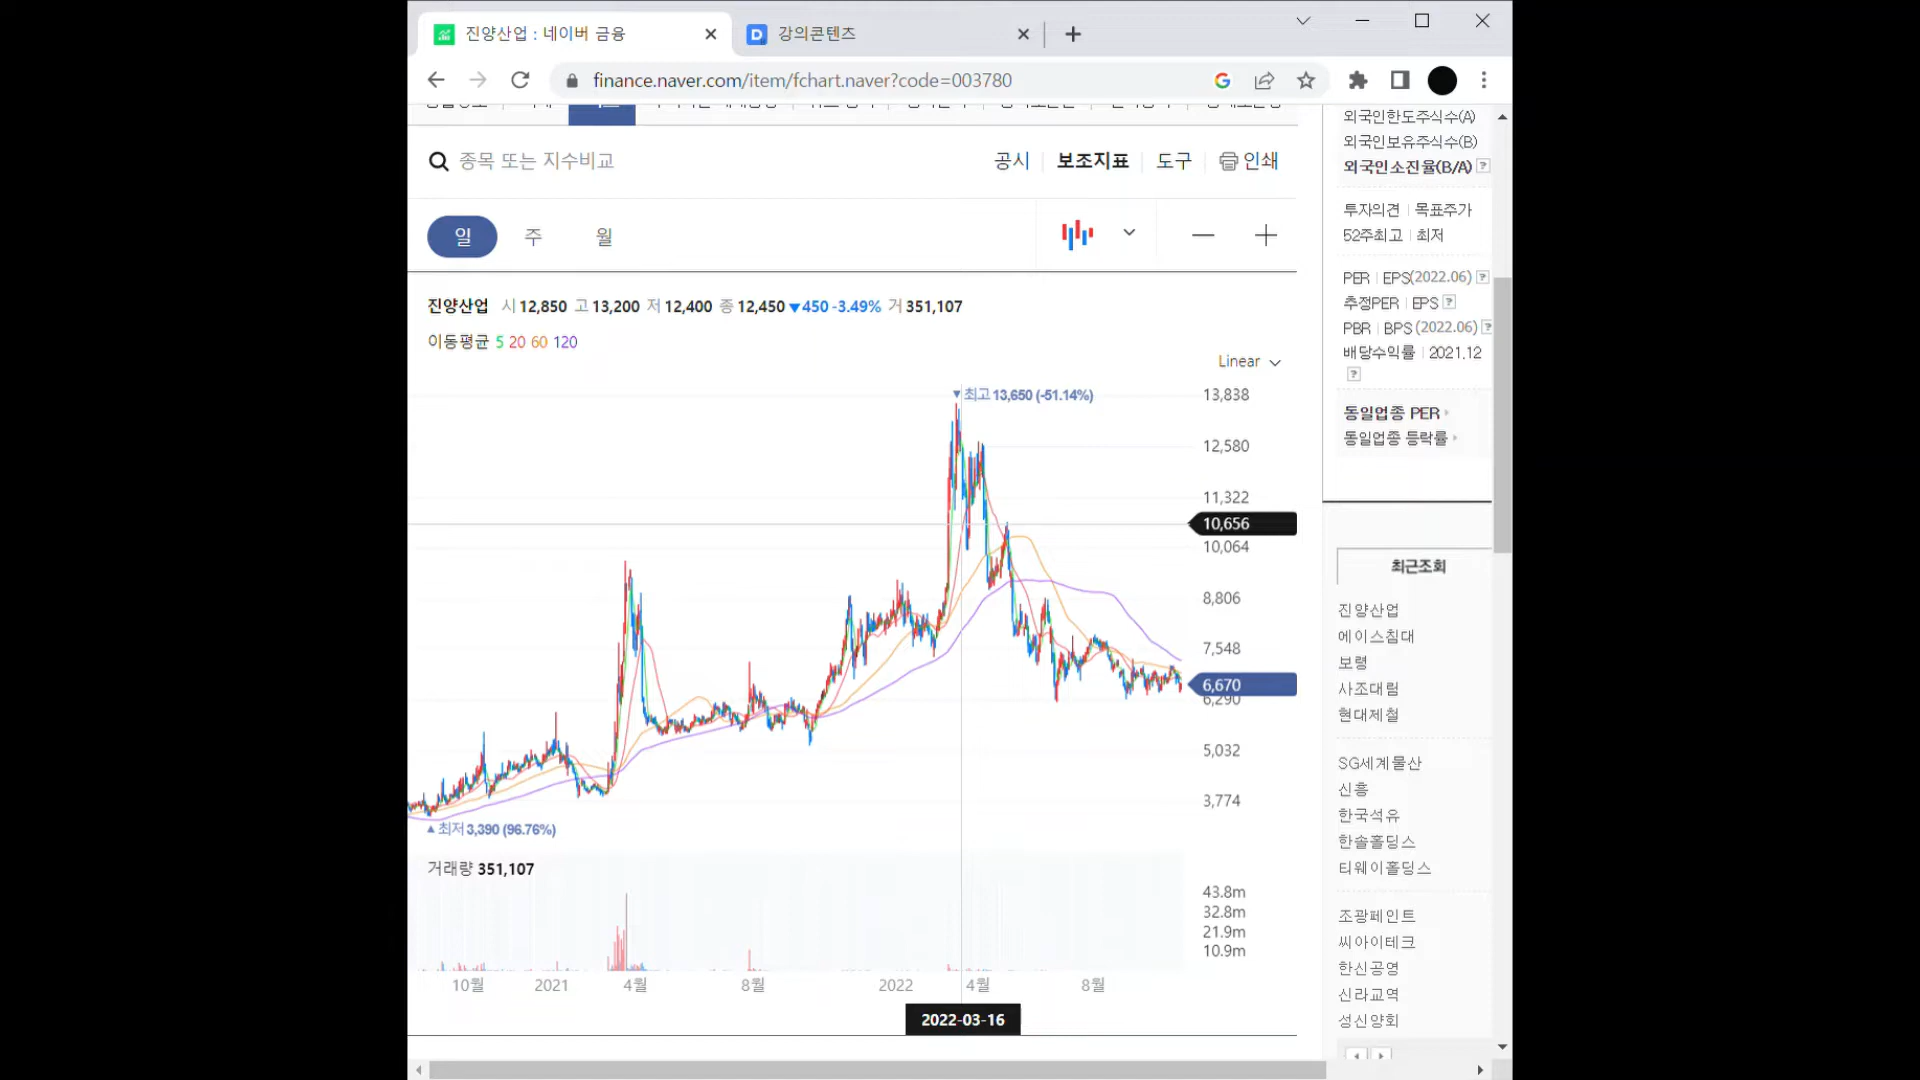 진양산업 : 네이버 금융
강의콘텐츠
finance.naver.com/item/fchart.naver?code=003780
종목 또는 지수비교
공시
보조지표
도구
인쇄
일 주 월
진양산업 시 12,850 고 13,200 저 12,400 종 12,450 ▼450 -3.49% 거 351,107
이동평균 5 20 60 120
Linear
▼최고 13,650 (-51.14%)
13,838
12,580
11,322
10,656
10,064
8,806
7,548
6,670
6,290
5,032
3,774
▲최저 3,390 (96.76%)
거래량 351,107
43.8m
32.8m
21.9m
10.9m
10월 2021 4월 8월 2022 4월 8월
2022-03-16
외국인한도주식수(A)
외국인보유주식수(B)
외국인소진율(B/A) ?
투자의견 | 목표주가
52주최고 | 최저
PER | EPS(2022.06) ?
추정PER | EPS ?
PBR | BPS (2022.06) ?
배당수익률 | 2021.12
?
동일업종 PER
동일업종 등락률
최근조회
진양산업
에이스침대
보령
사조대림
현대제철
SG세계물산
신흥
한국석유
한솔홀딩스
티웨이홀딩스
조광페인트
씨아이테크
한신공영
신라교역
성신양회